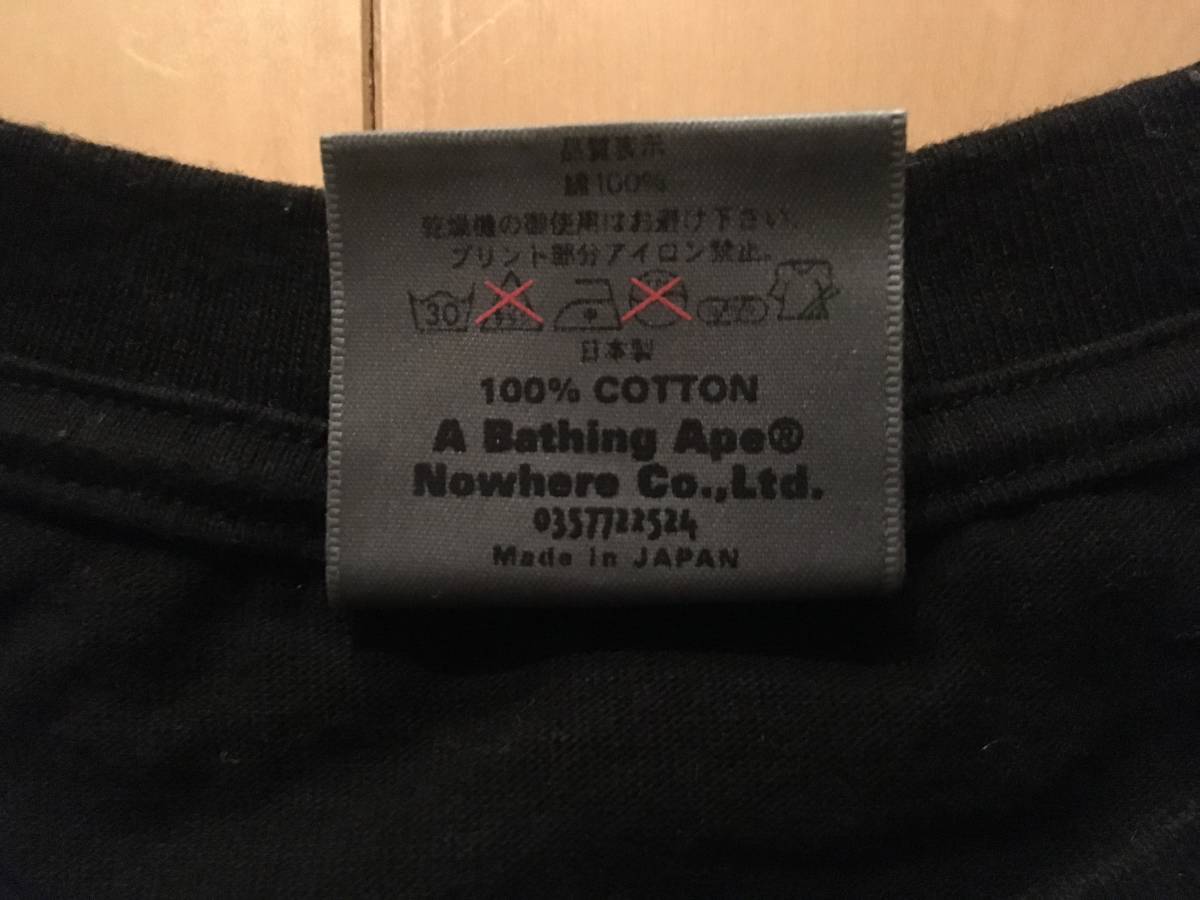 品質表示
綿100%
乾燥機の御使用はお避け下さい。
プリント部分アイロン禁止。
30
日本製
100% COTTON
A Bathing Ape®
Nowhere Co.,Ltd.
0357722524
Made in JAPAN